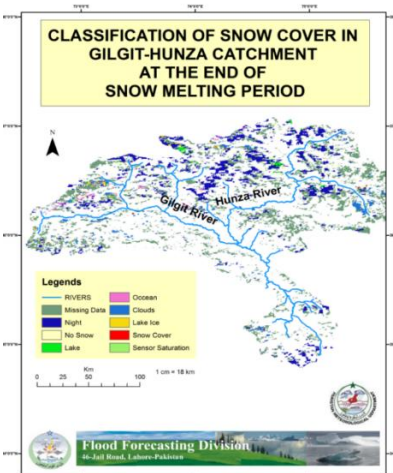 CLASSIFICATION OF SNOW COVER IN
GILGIT-HUNZA CATCHMENT
AT THE END OF
SNOW MELTING PERIOD
N
Hunza River
Gilgit River
Legends
RIVERS
Missing Data
Night
No Snow
Lake
Occean
Clouds
Lake Ice
Snow Cover
Sensor Saturation
Km
0 25 50 100
1 cm = 18 km
Flood Forecasting Division
46-Jail Road, Lahore-Pakistan